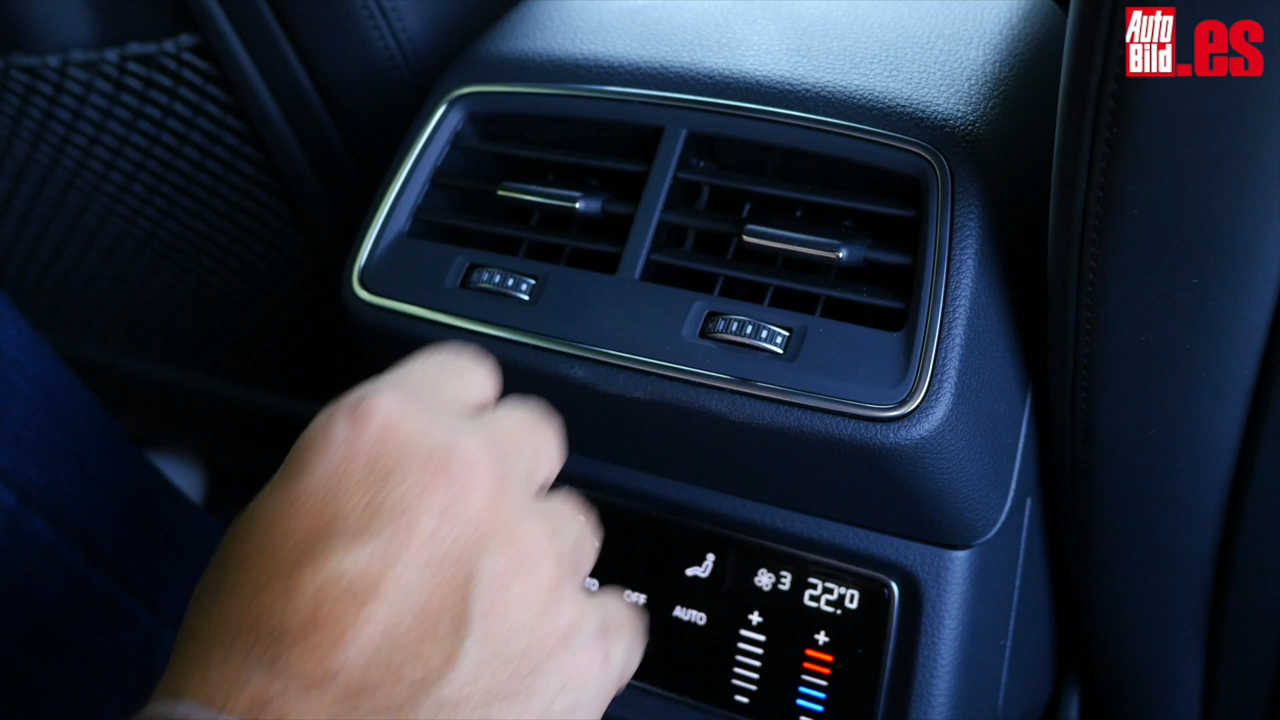 Auto
Bild
.es
3 22.°0
OFF
AUTO
+
+